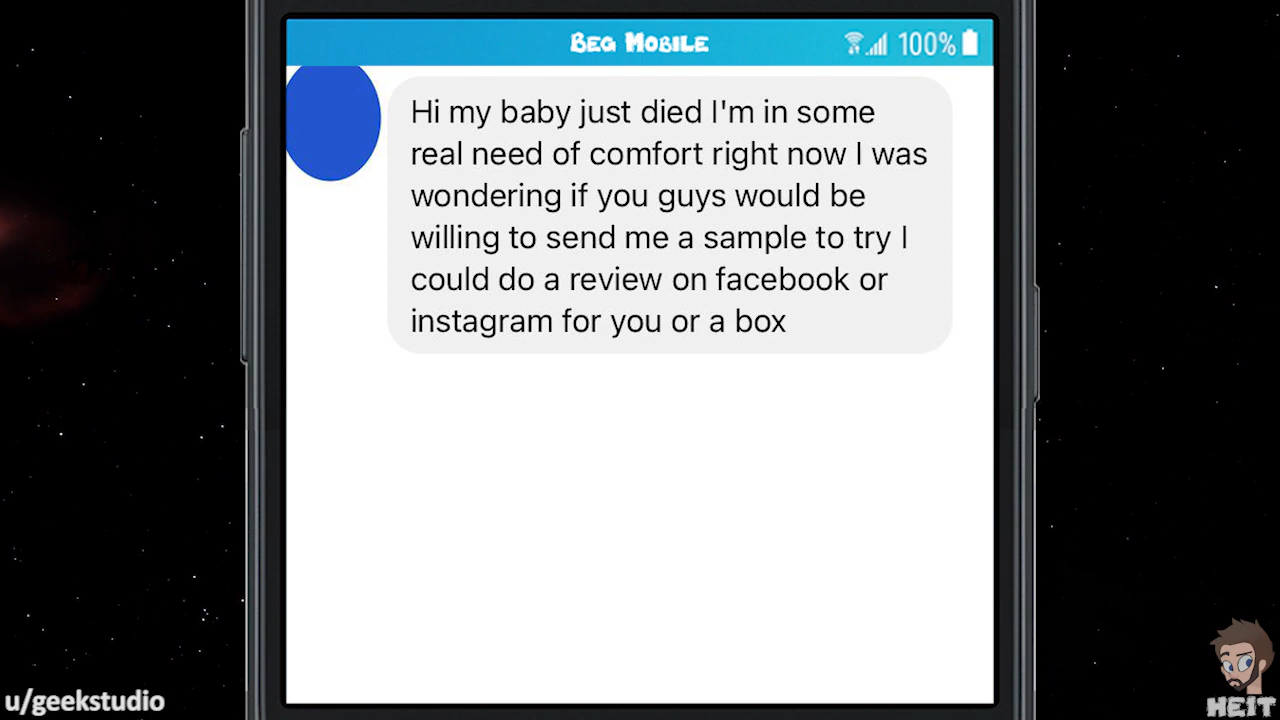 Beg Mobile
100%
Hi my baby just died I'm in some
real need of comfort right now I was
wondering if you guys would be
willing to send me a sample to try I
could do a review on facebook or
instagram for you or a box
u/geekstudio
HEIT